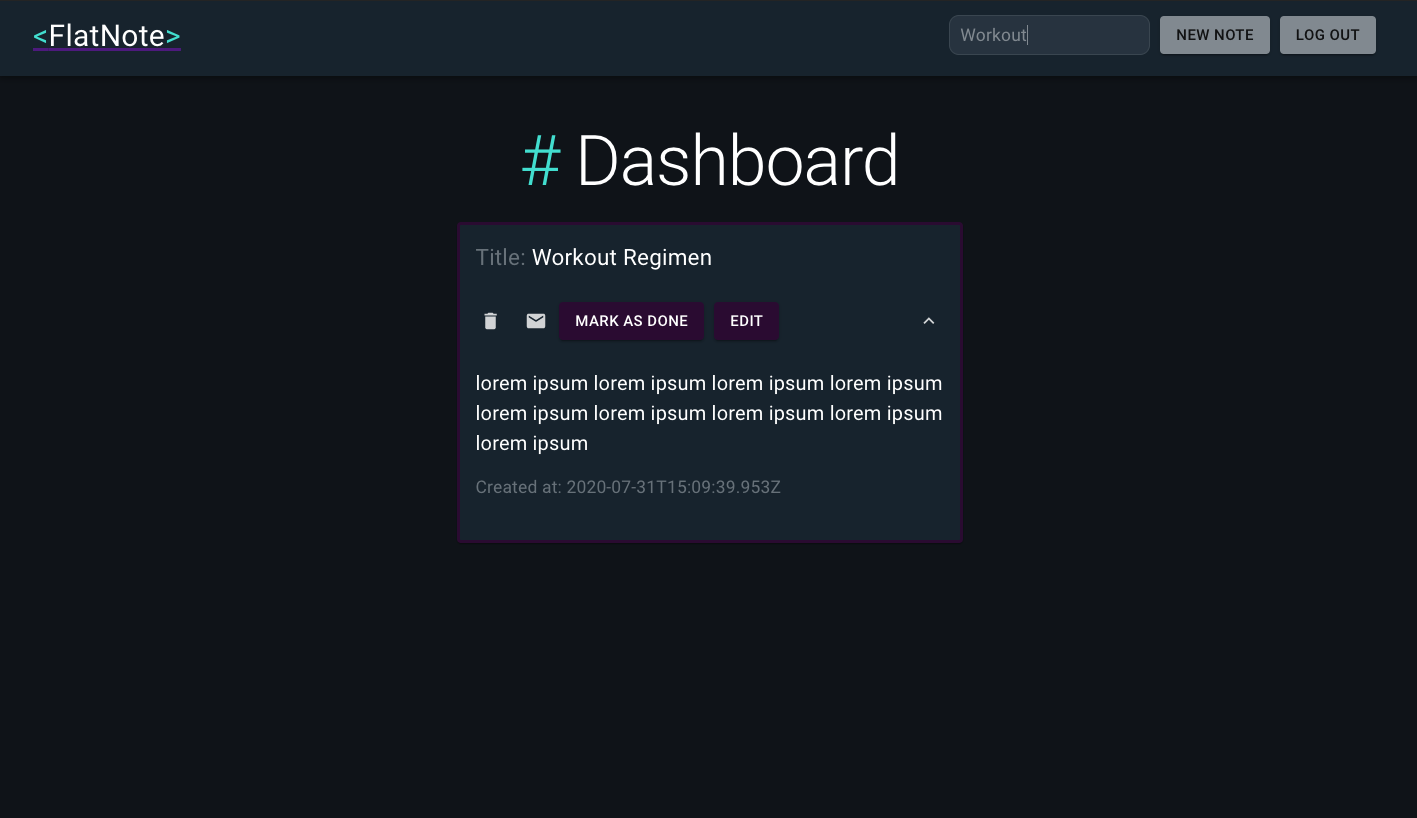 <FlatNote>
Workout
NEW NOTE
LOG OUT
# Dashboard
Title: Workout Regimen
MARK AS DONE
EDIT
lorem ipsum lorem ipsum lorem ipsum lorem ipsum
lorem ipsum lorem ipsum lorem ipsum lorem ipsum
lorem ipsum
Created at: 2020-07-31T15:09:39.953Z